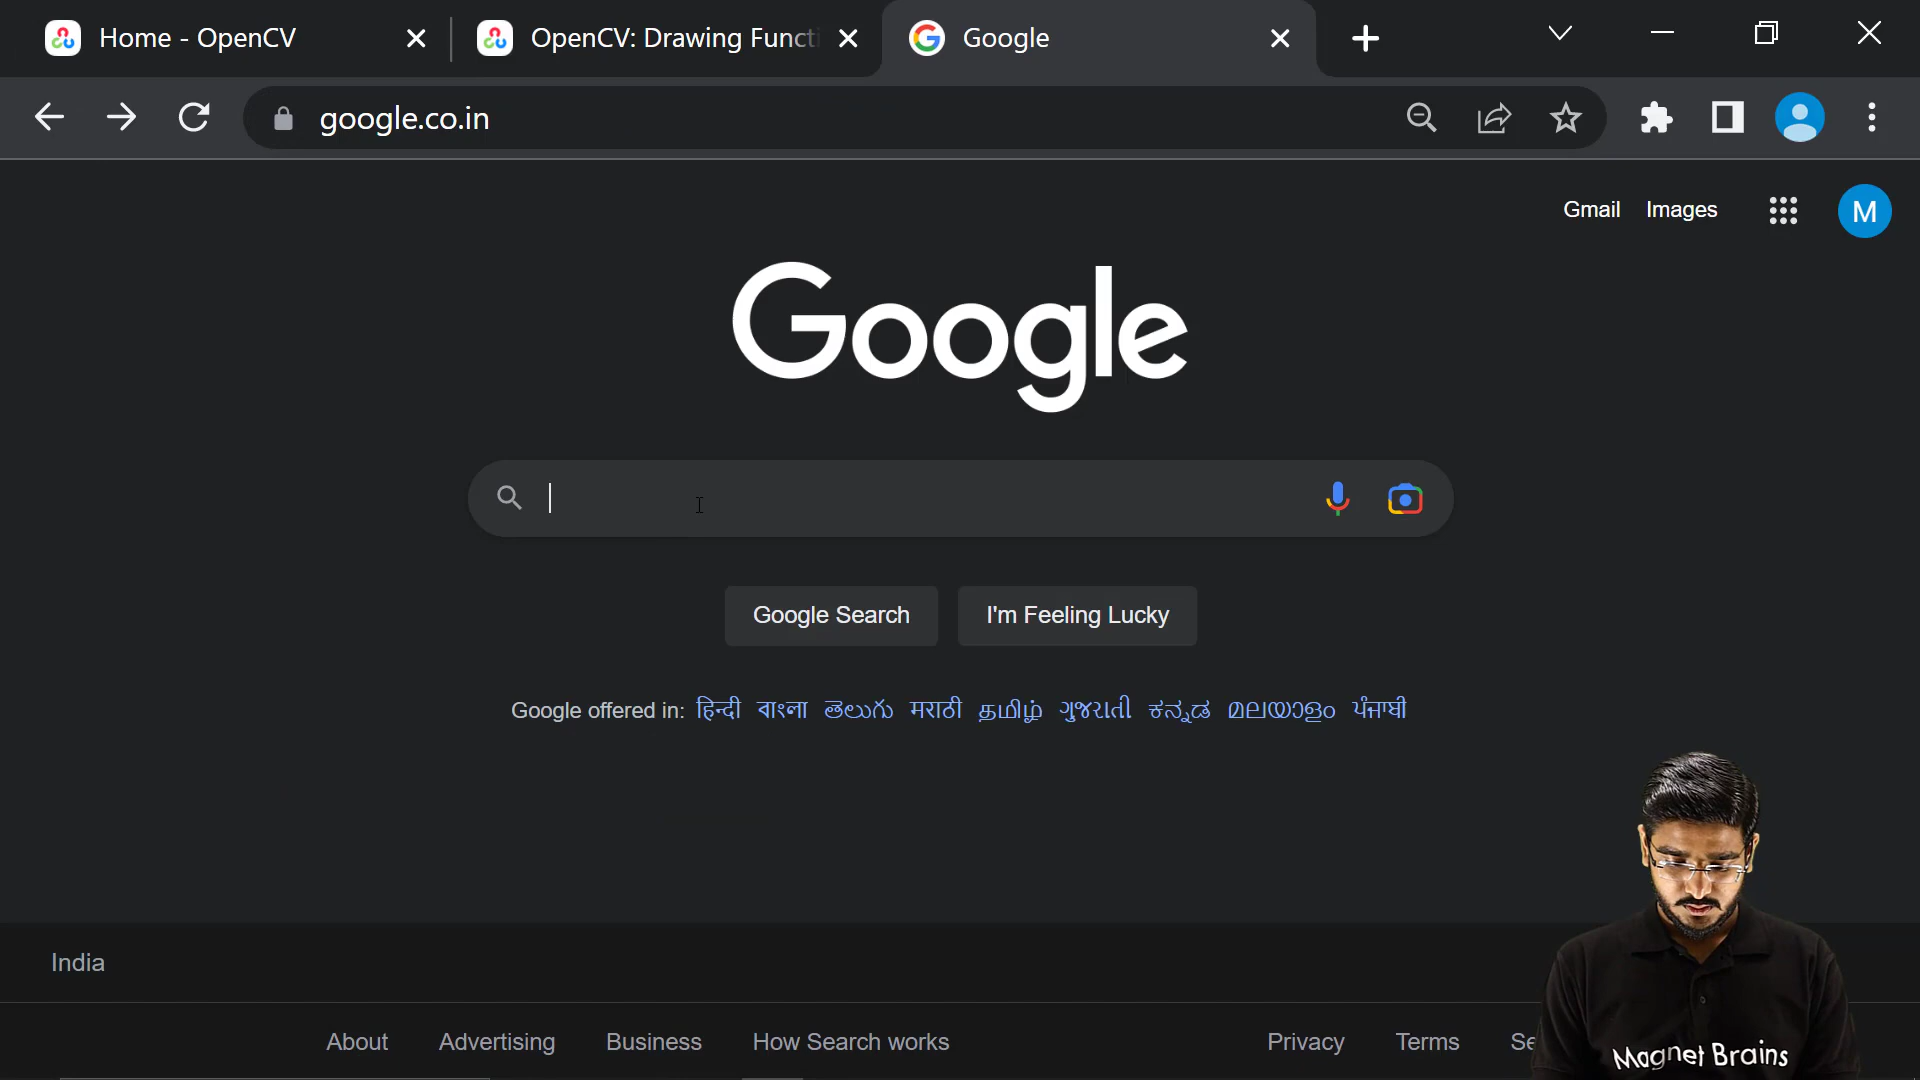 Home - OpenCV
OpenCV: Drawing Functi
Google
google.co.in
Gmail Images M
Google
Google Search I'm Feeling Lucky
Google offered in: हिन्दी বাংলা తెలుగు मराठी தமிழ் ગુજરાતી ಕನ್ನಡ മലയാളം ਪੰਜਾਬੀ
India
About Advertising Business How Search works Privacy Terms Se
Magnet Brains